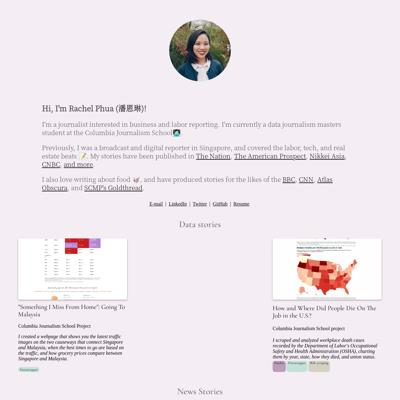 Hi, I'm Rachel Phua (潘恩琳)!
I'm a journalist interested in business and labor reporting. I'm currently a data journalism masters
student at the Columbia Journalism School
Previously, I was a broadcast and digital reporter in Singapore, and covered the labor, tech, and real
estate beats. My stories have been published in The Nation, The American Prospect, Nikkei Asia,
CNBC, and more.
I also love writing about food, and have produced stories for the likes of the BBC, CNN, Atlas
Obscura, and SCMP's Goldthread.
E-mail | LinkedIn | Twitter | GitHub | Resume
Data stories
"Something I Miss From Home": Going To
Malaysia
Columbia Journalism School Project
I created a webpage that shows you the latest traffic
images on the two causeways that connect Singapore
and Malaysia, when the best times to go are based on
the traffic, and how grocery prices compare between
Singapore and Malaysia.
How and Where Did People Die On The
Job in the U.S.?
Columbia Journalism School project
I scraped and analyzed workplace death cases
recorded by the Department of Labor's Occupational
Safety and Health Administration (OSHA), charting
them by year, state, how they died, and union status.
News Stories